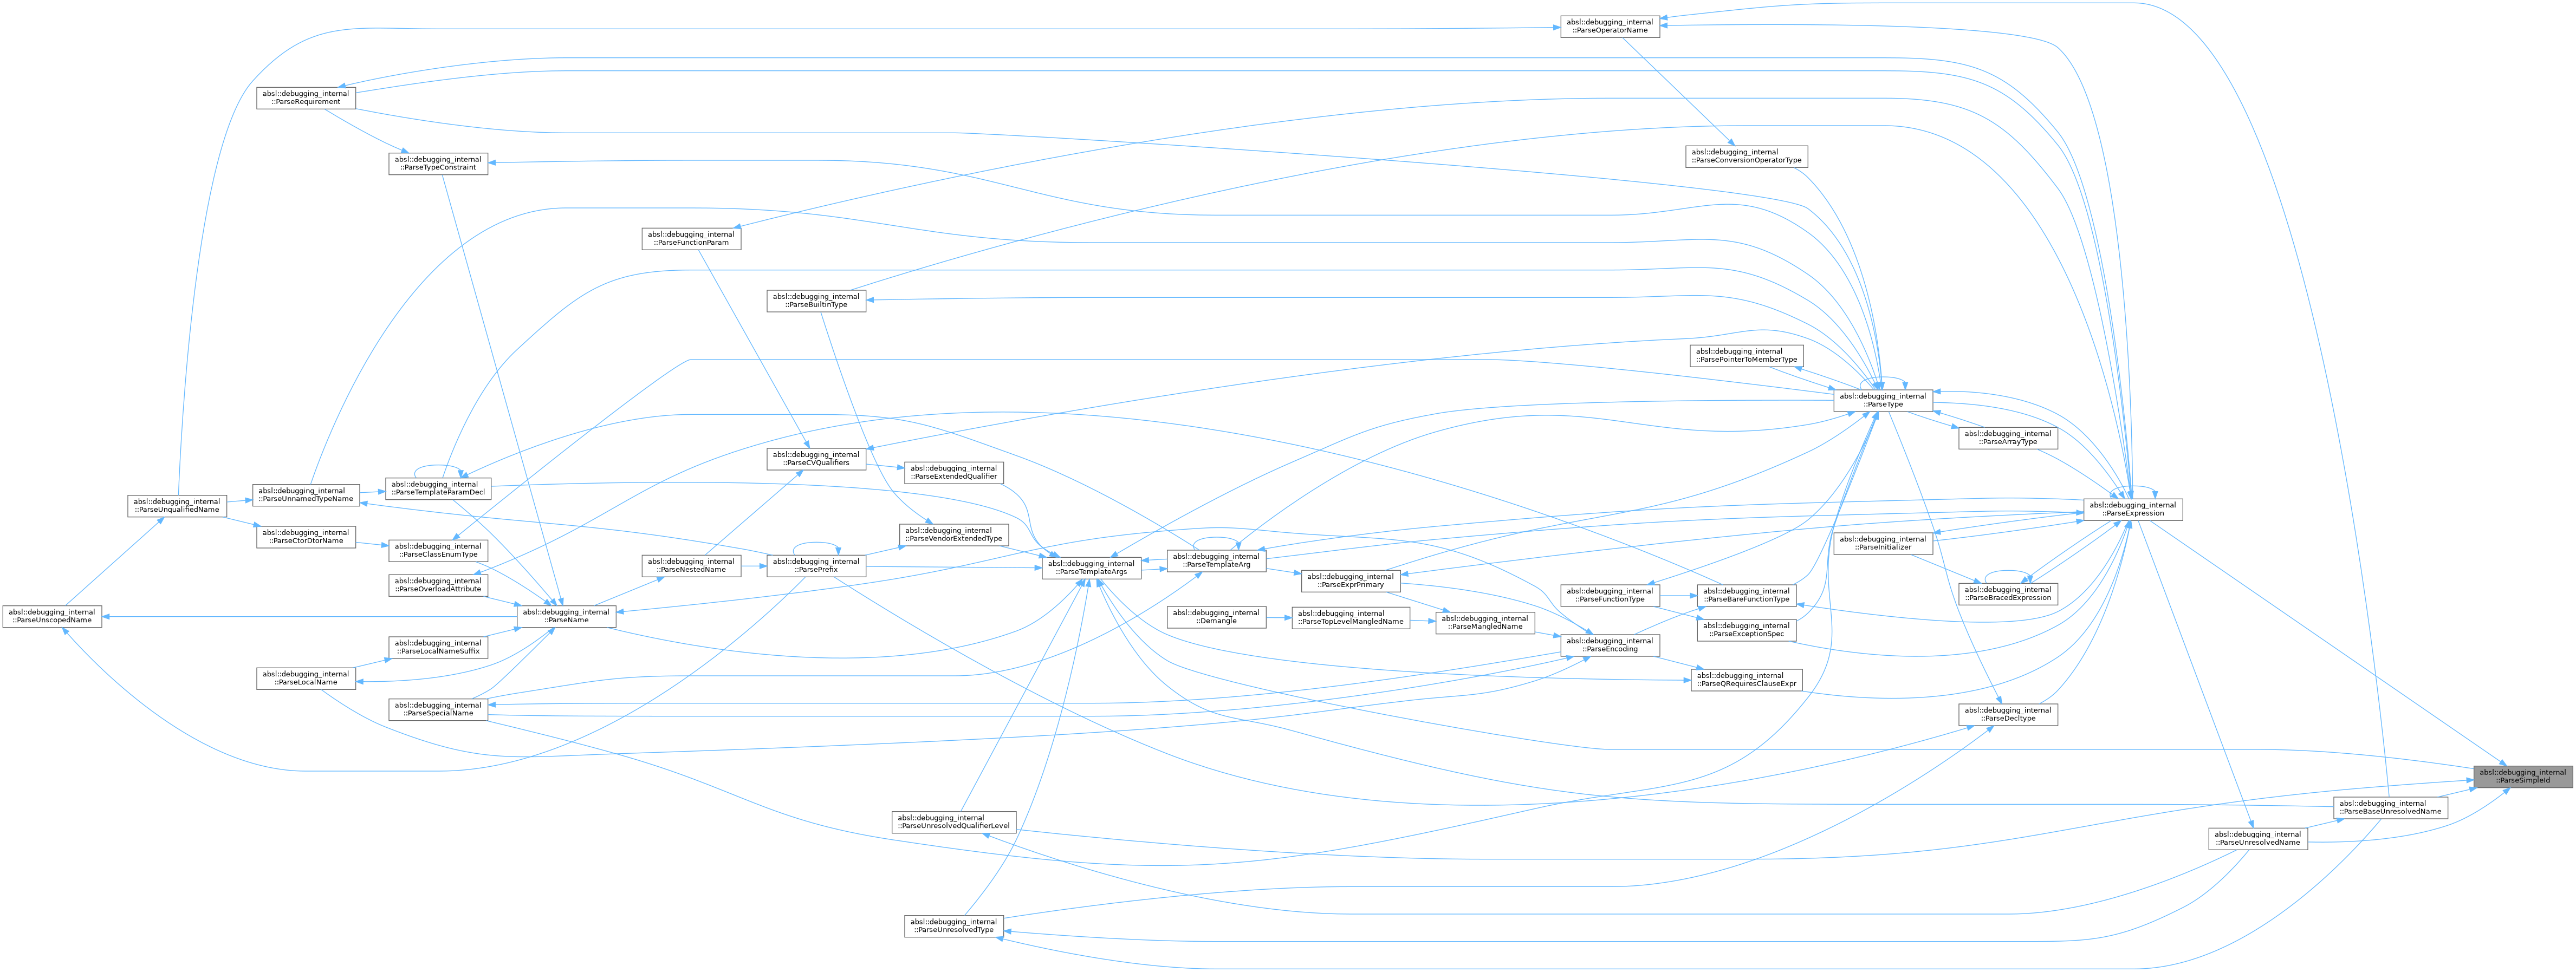 absl::debugging_internal
::ParseOperatorName
absl::debugging_internal
::ParseRequirement
absl::debugging_internal
::ParseTypeConstraint
absl::debugging_internal
::ParseConversionOperatorType
absl::debugging_internal
::ParseFunctionParam
absl::debugging_internal
::ParseBuiltinType
absl::debugging_internal
::ParsePointerToMemberType
absl::debugging_internal
::ParseType
absl::debugging_internal
::ParseArrayType
absl::debugging_internal
::ParseCVQualifiers
absl::debugging_internal
::ParseExtendedQualifier
absl::debugging_internal
::ParseTemplateParamDecl
absl::debugging_internal
::ParseUnnamedTypeName
absl::debugging_internal
::ParseUnqualifiedName
absl::debugging_internal
::ParseExpression
absl::debugging_internal
::ParseCtorDtorName
absl::debugging_internal
::ParseVendorExtendedType
absl::debugging_internal
::ParseInitializer
absl::debugging_internal
::ParseClassEnumType
absl::debugging_internal
::ParseNestedName
absl::debugging_internal
::ParsePrefix
absl::debugging_internal
::ParseTemplateArgs
absl::debugging_internal
::ParseTemplateArg
absl::debugging_internal
::ParseExprPrimary
absl::debugging_internal
::ParseOverloadAttribute
absl::debugging_internal
::ParseFunctionType
absl::debugging_internal
::ParseBareFunctionType
absl::debugging_internal
::ParseBracedExpression
absl::debugging_internal
::ParseUnscopedName
absl::debugging_internal
::ParseName
absl::debugging_internal
::Demangle
absl::debugging_internal
::ParseTopLevelMangledName
absl::debugging_internal
::ParseMangledName
absl::debugging_internal
::ParseExceptionSpec
absl::debugging_internal
::ParseLocalNameSuffix
absl::debugging_internal
::ParseEncoding
absl::debugging_internal
::ParseLocalName
absl::debugging_internal
::ParseQRequiresClauseExpr
absl::debugging_internal
::ParseSpecialName
absl::debugging_internal
::ParseDecltype
absl::debugging_internal
::ParseSimpleId
absl::debugging_internal
::ParseBaseUnresolvedName
absl::debugging_internal
::ParseUnresolvedQualifierLevel
absl::debugging_internal
::ParseUnresolvedName
absl::debugging_internal
::ParseUnresolvedType